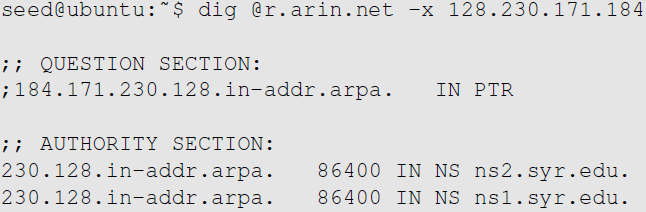 seed@ubuntu:~$ dig @r.arin.net -x 128.230.171.184
;; QUESTION SECTION:
;184.171.230.128.in-addr.arpa. IN PTR
;; AUTHORITY SECTION:
230.128.in-addr.arpa. 86400 IN NS ns2.syr.edu.
230.128.in-addr.arpa. 86400 IN NS ns1.syr.edu.